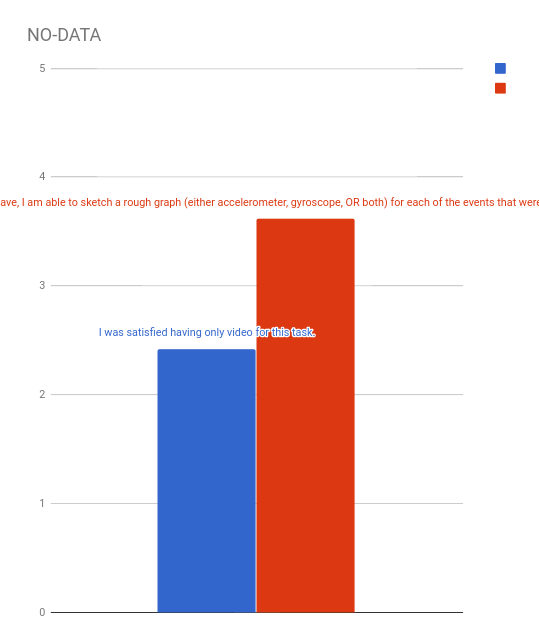 NO-DATA
5
4
ave, I am able to sketch a rough graph (either accelerometer, gyroscope, OR both) for each of the events that were
3
I was satisfied having only video for this task.
2
1
0